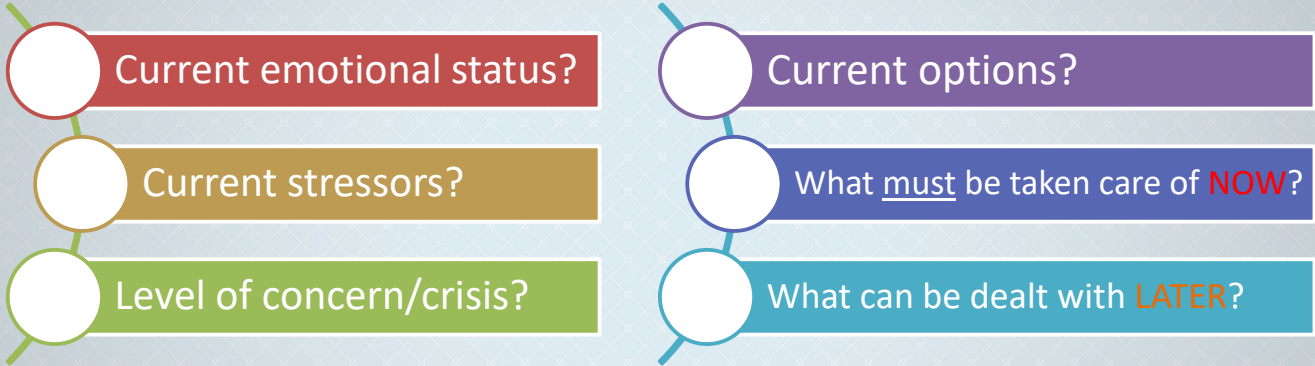 Current emotional status?
Current stressors?
Level of concern/crisis?
Current options?
What must be taken care of NOW?
What can be dealt with LATER?